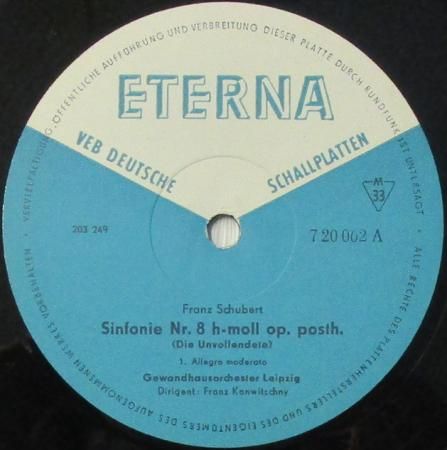 VERVIELFÄLTIGUNG, ÖFFENTLICHE AUFFÜHRUNG UND VERBREITUNG DIESER PLATTE DURCH RUNDFUNK IST UNTERSAGT • ALLE RECHTE DES PLATTENHERSTELLERS UND DES EIGENTÜMERS DES AUFGENOMMENEN WERKES VORBEHALTEN •
ETERNA
VEB DEUTSCHE SCHALLPLATTEN
M
33
203 249
720 002 A
Franz Schubert
Sinfonie Nr. 8 h-moll op. posth.
(Die Unvollendete)
1. Allegro moderato
Gewandhausorchester Leipzig
Dirigent: Franz Konwitschny